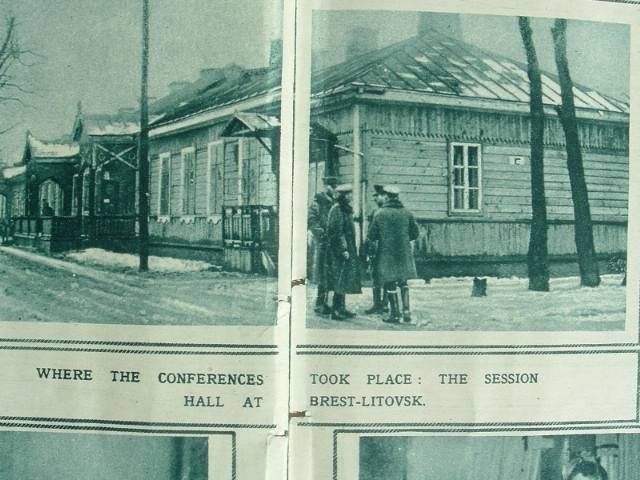 WHERE THE CONFERENCES TOOK PLACE: THE SESSION
HALL AT BREST-LITOVSK.